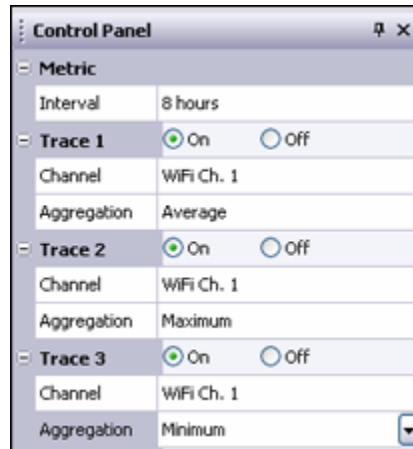 Control Panel
Metric
Interval 8 hours
Trace 1 On Off
Channel WiFi Ch. 1
Aggregation Average
Trace 2 On Off
Channel WiFi Ch. 1
Aggregation Maximum
Trace 3 On Off
Channel WiFi Ch. 1
Aggregation Minimum